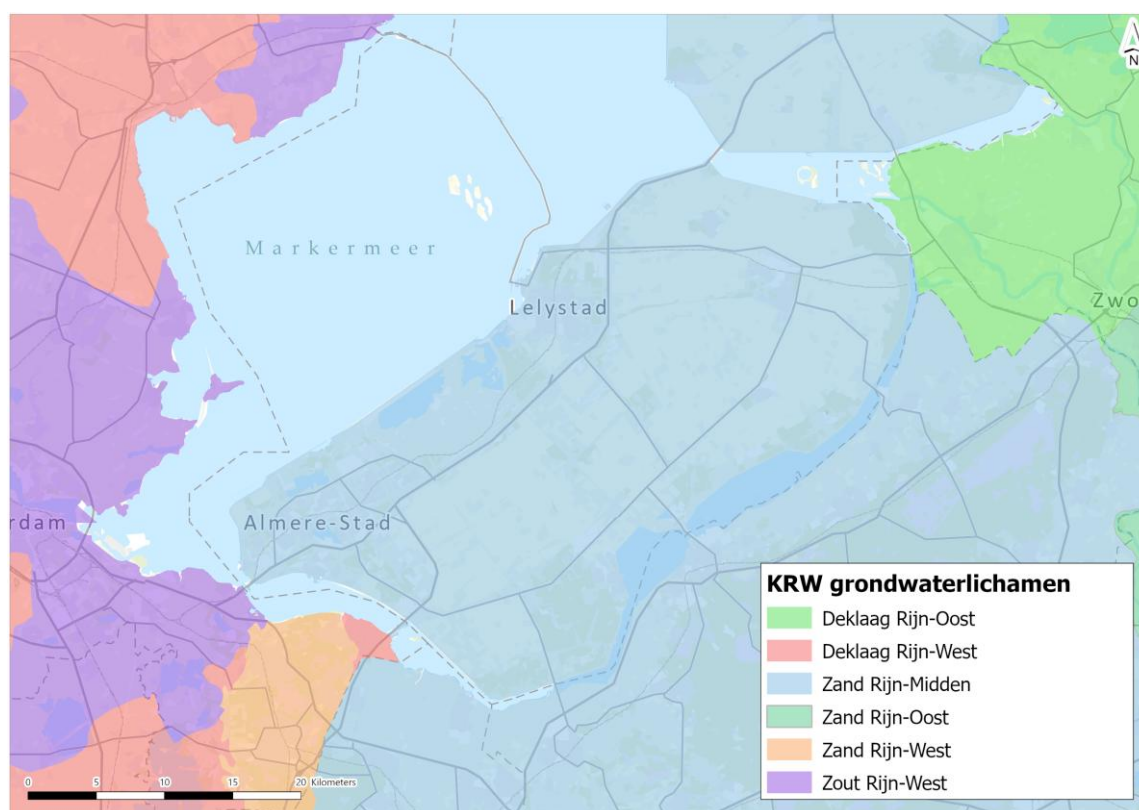 N
Markermeer
Lelystad
Zwo
Almere-Stad
rdam
KRW grondwaterlichamen
Deklaag Rijn-Oost
Deklaag Rijn-West
Zand Rijn-Midden
Zand Rijn-Oost
Zand Rijn-West
Zout Rijn-West
0 5 10 15 20 Kilometers